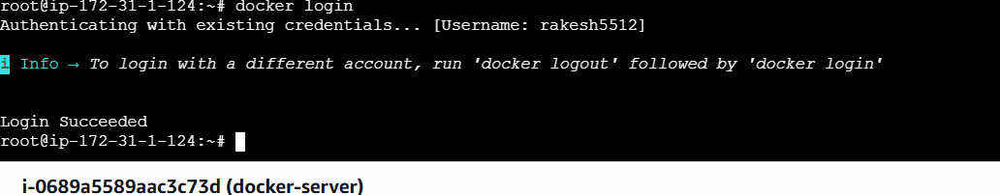 root@ip-172-31-1-124:~# docker login
Authenticating with existing credentials... [Username: rakesh5512]
i Info → To login with a different account, run 'docker logout' followed by 'docker login'
Login Succeeded
root@ip-172-31-1-124:~#
i-0689a5589aac3c73d (docker-server)